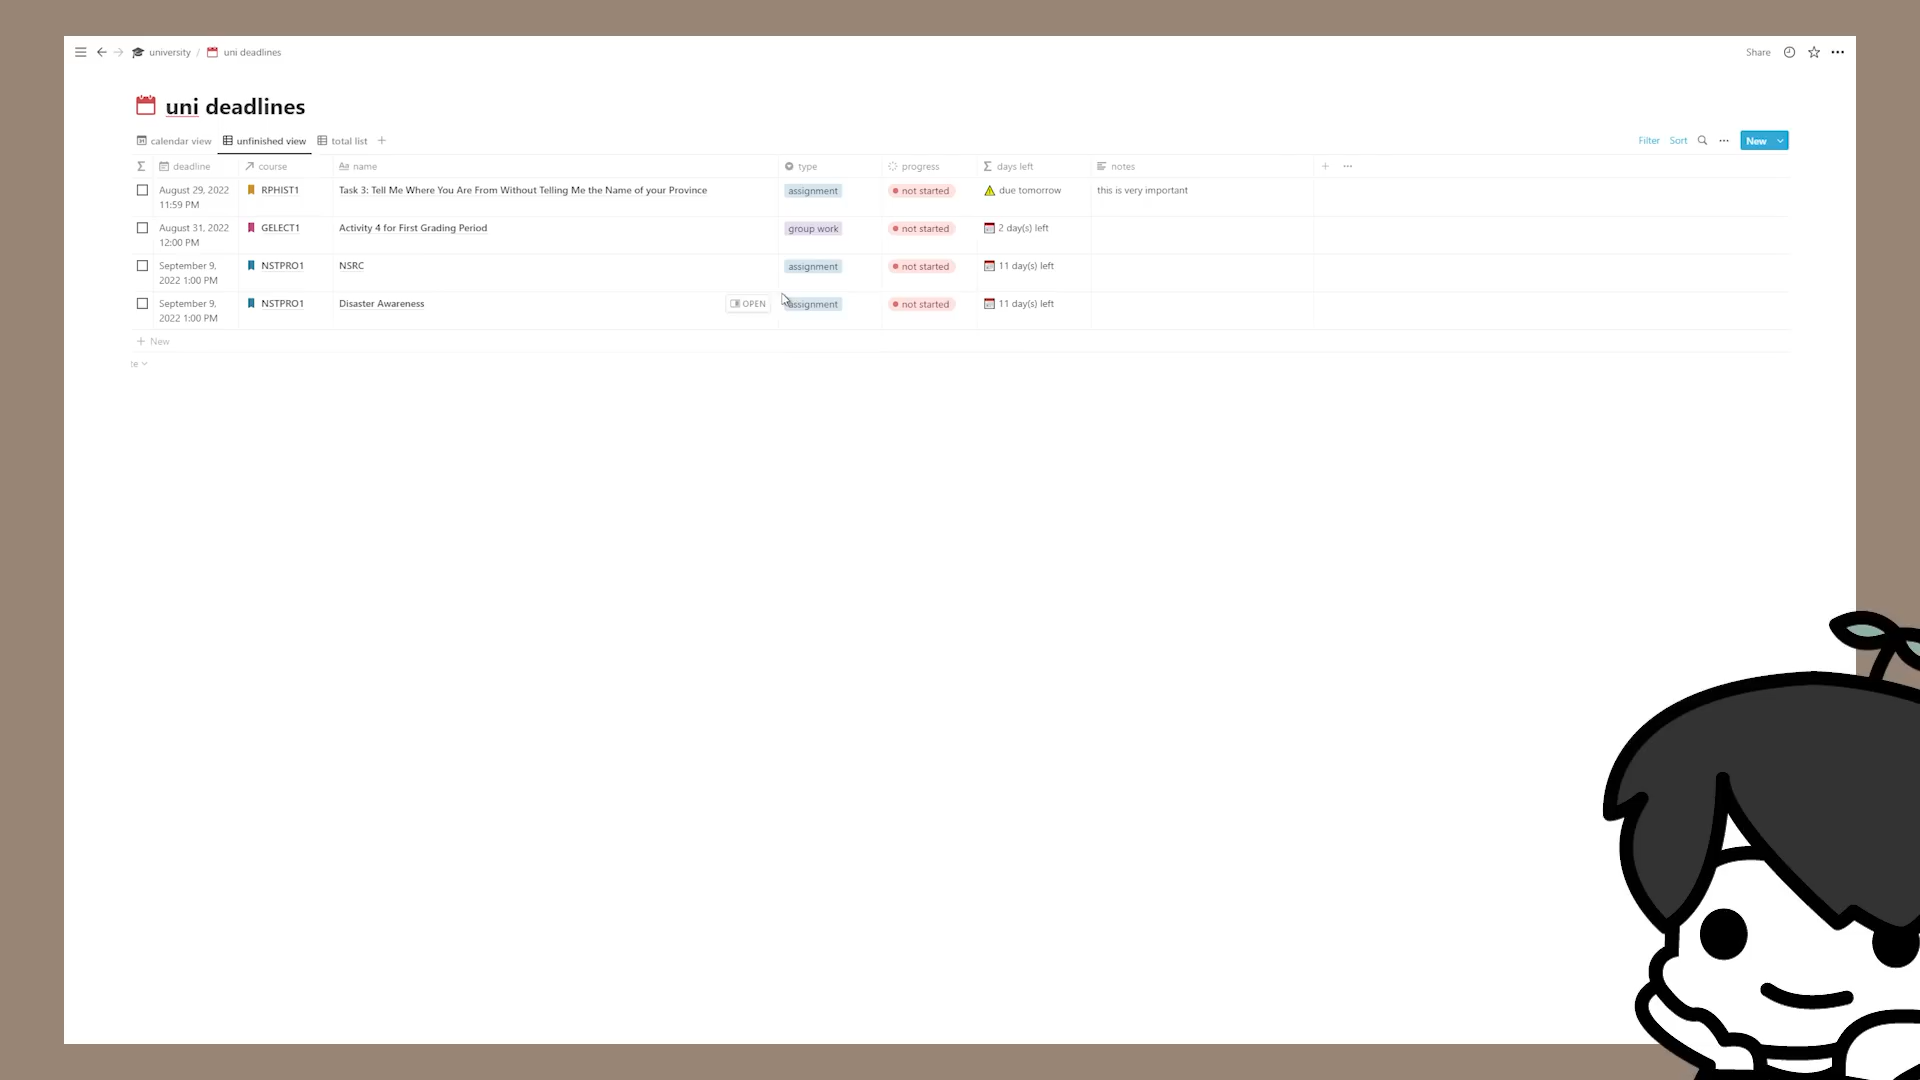 university / uni deadlines
Share
uni deadlines
calendar view unfinished view total list
Filter Sort New
deadline course name type progress days left notes
August 29, 2022 11:59 PM RPHIST1 Task 3: Tell Me Where You Are From Without Telling Me the Name of your Province assignment not started due tomorrow this is very important
August 31, 2022 12:00 PM GELECT1 Activity 4 for First Grading Period group work not started 2 day(s) left
September 9, 2022 1:00 PM NSTPRO1 NSRC assignment not started 11 day(s) left
September 9, 2022 1:00 PM NSTPRO1 Disaster Awareness OPEN assignment not started 11 day(s) left
New
te